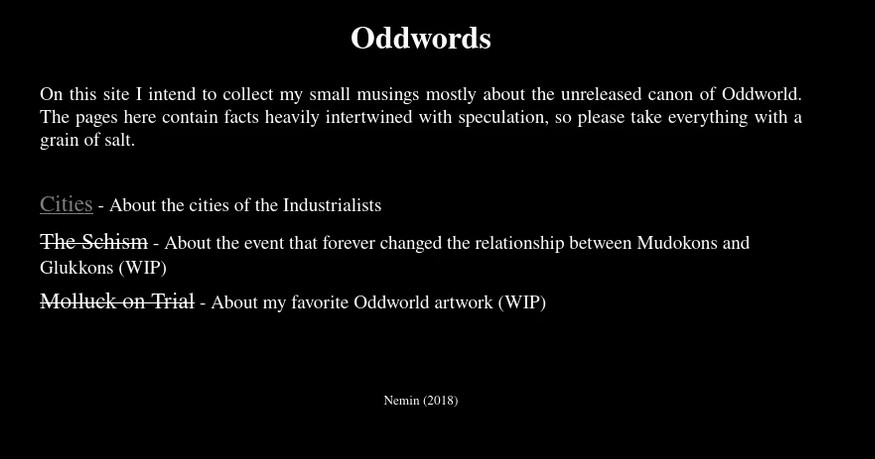 Oddwords
On this site I intend to collect my small musings mostly about the unreleased canon of Oddworld.
The pages here contain facts heavily intertwined with speculation, so please take everything with a
grain of salt.
Cities - About the cities of the Industrialists
The Schism - About the event that forever changed the relationship between Mudokons and
Glukkons (WIP)
Molluck on Trial - About my favorite Oddworld artwork (WIP)
Nemin (2018)